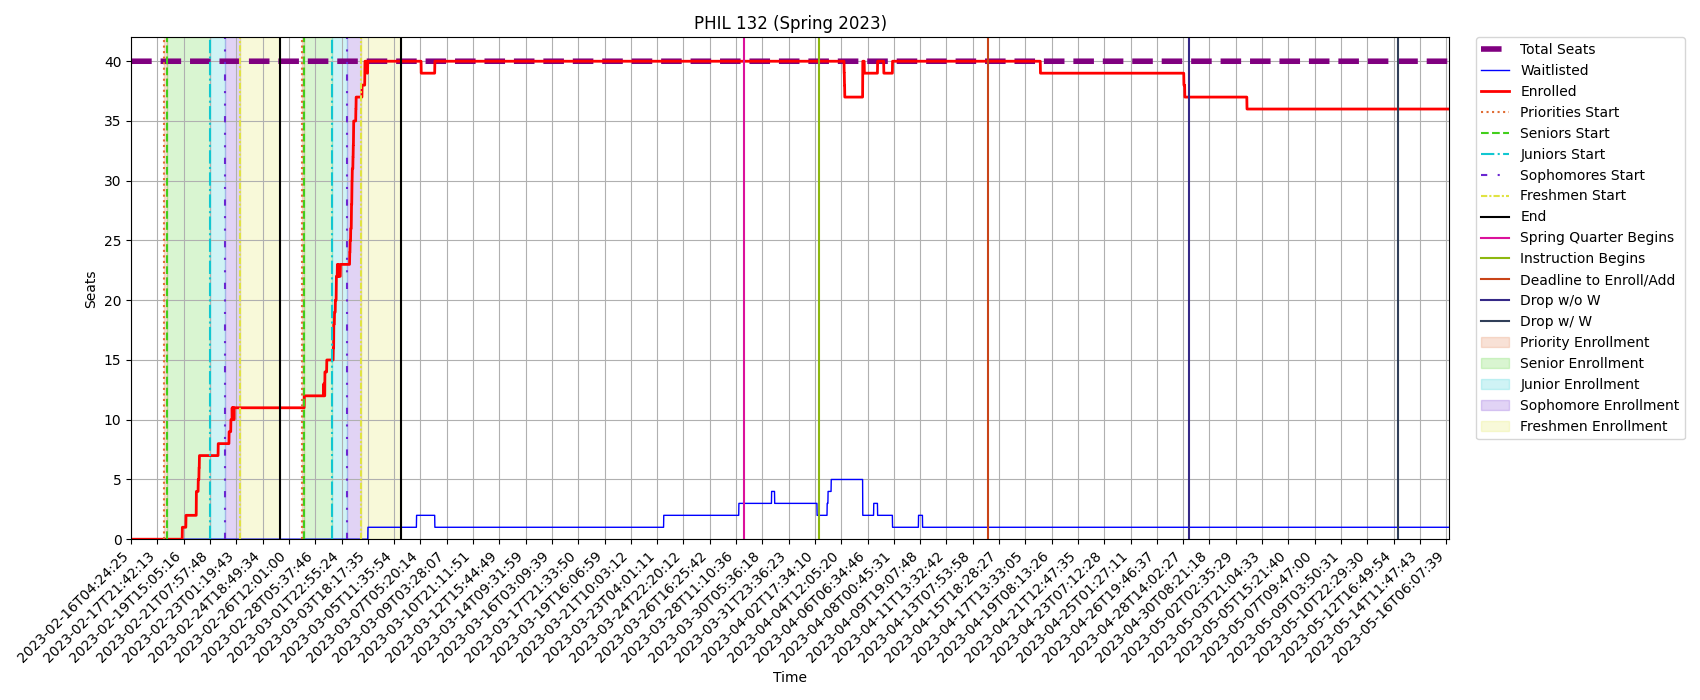 PHIL 132 (Spring 2023)
Seats
40
35
30
25
20
15
10
5
0
2023-02-16T04:24:25
2023-02-17T21:42:13
2023-02-19T15:05:16
2023-02-21T07:57:48
2023-02-23T01:19:43
2023-02-24T18:49:34
2023-02-26T12:01:00
2023-02-28T05:37:46
2023-03-01T22:55:24
2023-03-03T18:17:35
2023-03-05T11:35:54
2023-03-07T05:20:14
2023-03-09T03:28:07
2023-03-10T21:11:51
2023-03-12T15:44:49
2023-03-14T09:31:59
2023-03-16T03:09:39
2023-03-17T21:33:50
2023-03-19T16:06:59
2023-03-21T10:03:12
2023-03-23T04:01:11
2023-03-24T22:20:12
2023-03-26T16:25:42
2023-03-28T11:10:36
2023-03-30T05:36:18
2023-03-31T23:36:23
2023-04-02T17:34:10
2023-04-04T12:05:20
2023-04-06T06:34:46
2023-04-08T00:45:31
2023-04-09T19:07:48
2023-04-11T13:32:42
2023-04-13T07:53:58
2023-04-15T18:28:27
2023-04-17T13:33:05
2023-04-19T08:13:26
2023-04-21T12:47:35
2023-04-23T07:12:28
2023-04-25T01:27:11
2023-04-26T19:46:37
2023-04-28T14:02:27
2023-04-30T08:21:18
2023-05-02T02:35:29
2023-05-03T21:04:33
2023-05-05T15:21:40
2023-05-07T09:47:00
2023-05-09T03:50:31
2023-05-10T22:29:30
2023-05-12T16:49:54
2023-05-14T11:47:43
2023-05-16T06:07:39
Time
Total Seats
Waitlisted
Enrolled
Priorities Start
Seniors Start
Juniors Start
Sophomores Start
Freshmen Start
End
Spring Quarter Begins
Instruction Begins
Deadline to Enroll/Add
Drop w/o W
Drop w/ W
Priority Enrollment
Senior Enrollment
Junior Enrollment
Sophomore Enrollment
Freshmen Enrollment